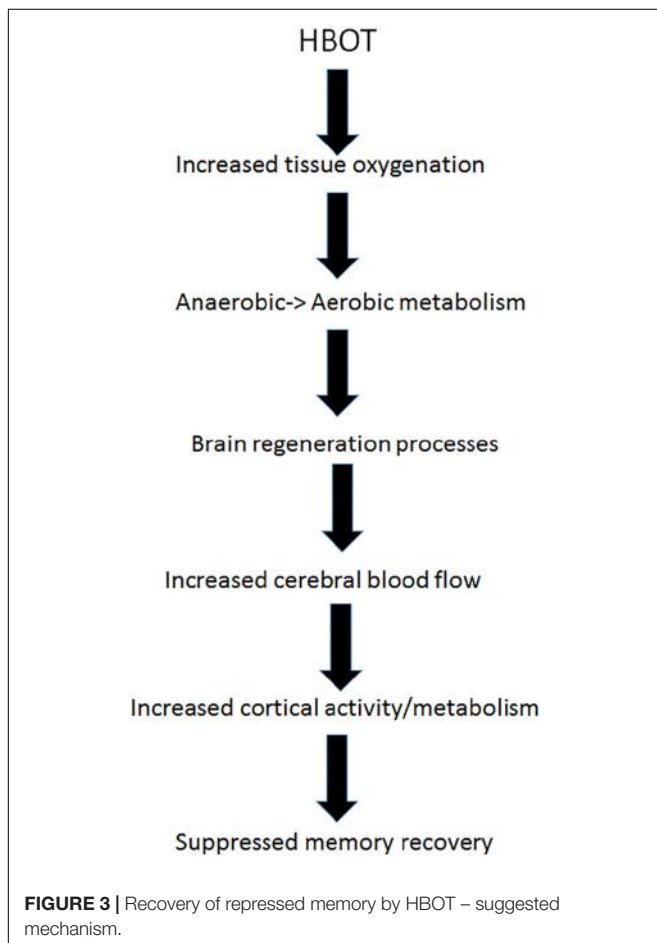 HBOT
Increased tissue oxygenation
Anaerobic-> Aerobic metabolism
Brain regeneration processes
Increased cerebral blood flow
Increased cortical activity/metabolism
Suppressed memory recovery
FIGURE 3 | Recovery of repressed memory by HBOT – suggested
mechanism.